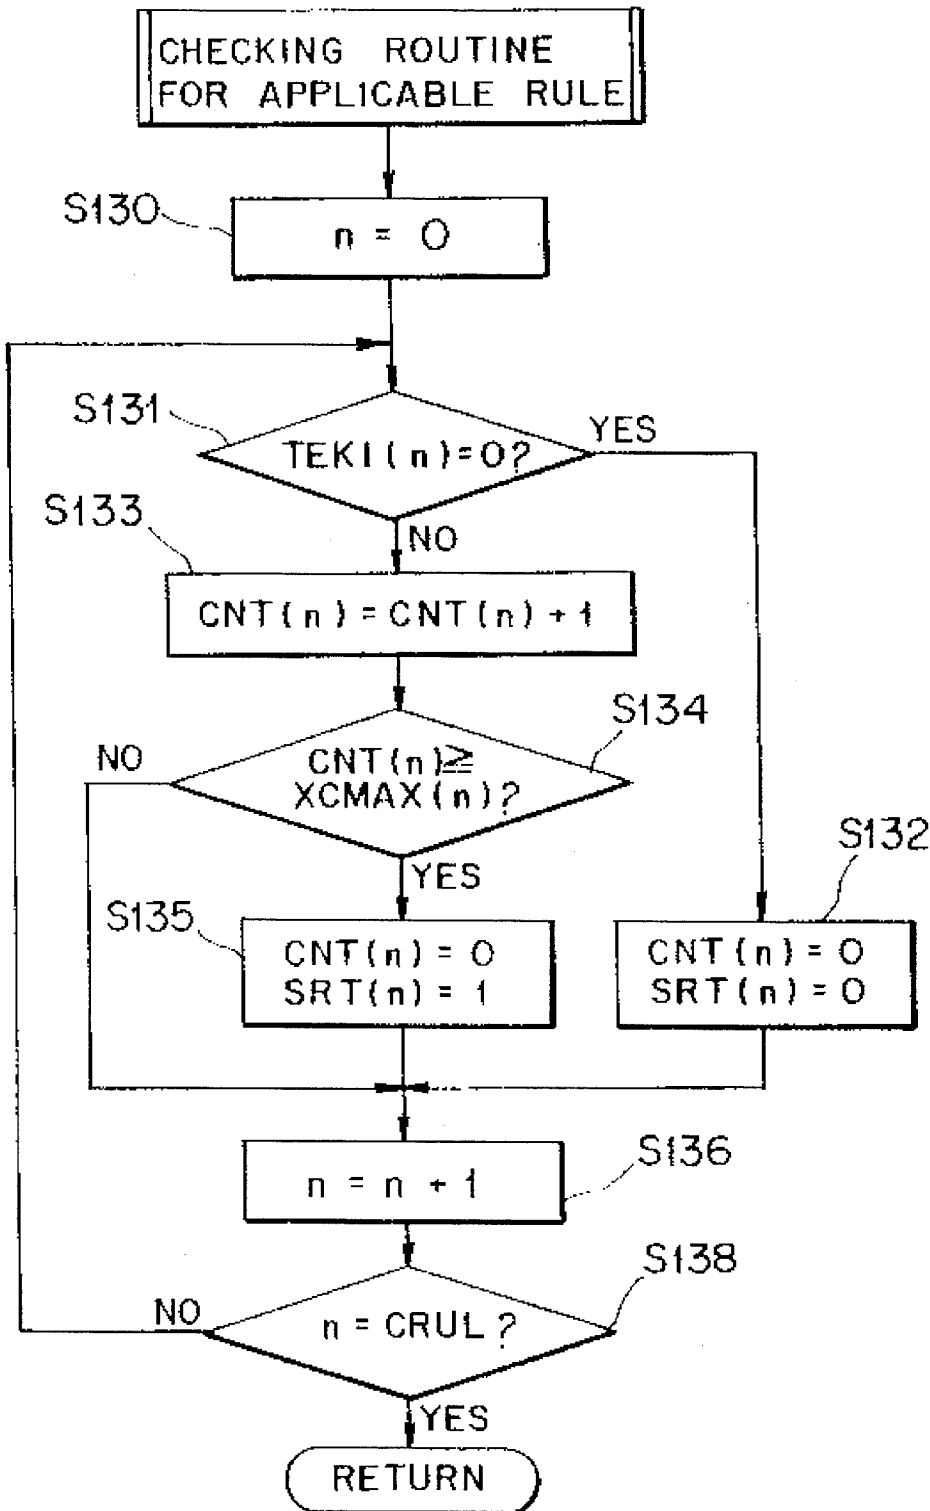 CHECKING ROUTINE
FOR APPLICABLE RULE
S130
n = 0
S131
TEKI(n)=0?
YES
S133
NO
CNT(n) = CNT(n) + 1
S134
NO
CNT(n)≧
XCMAX(n)?
YES
S132
S135
CNT(n) = 0
SRT(n) = 1
CNT(n) = 0
SRT(n) = 0
S136
n = n + 1
S138
NO
n = CRUL?
YES
RETURN